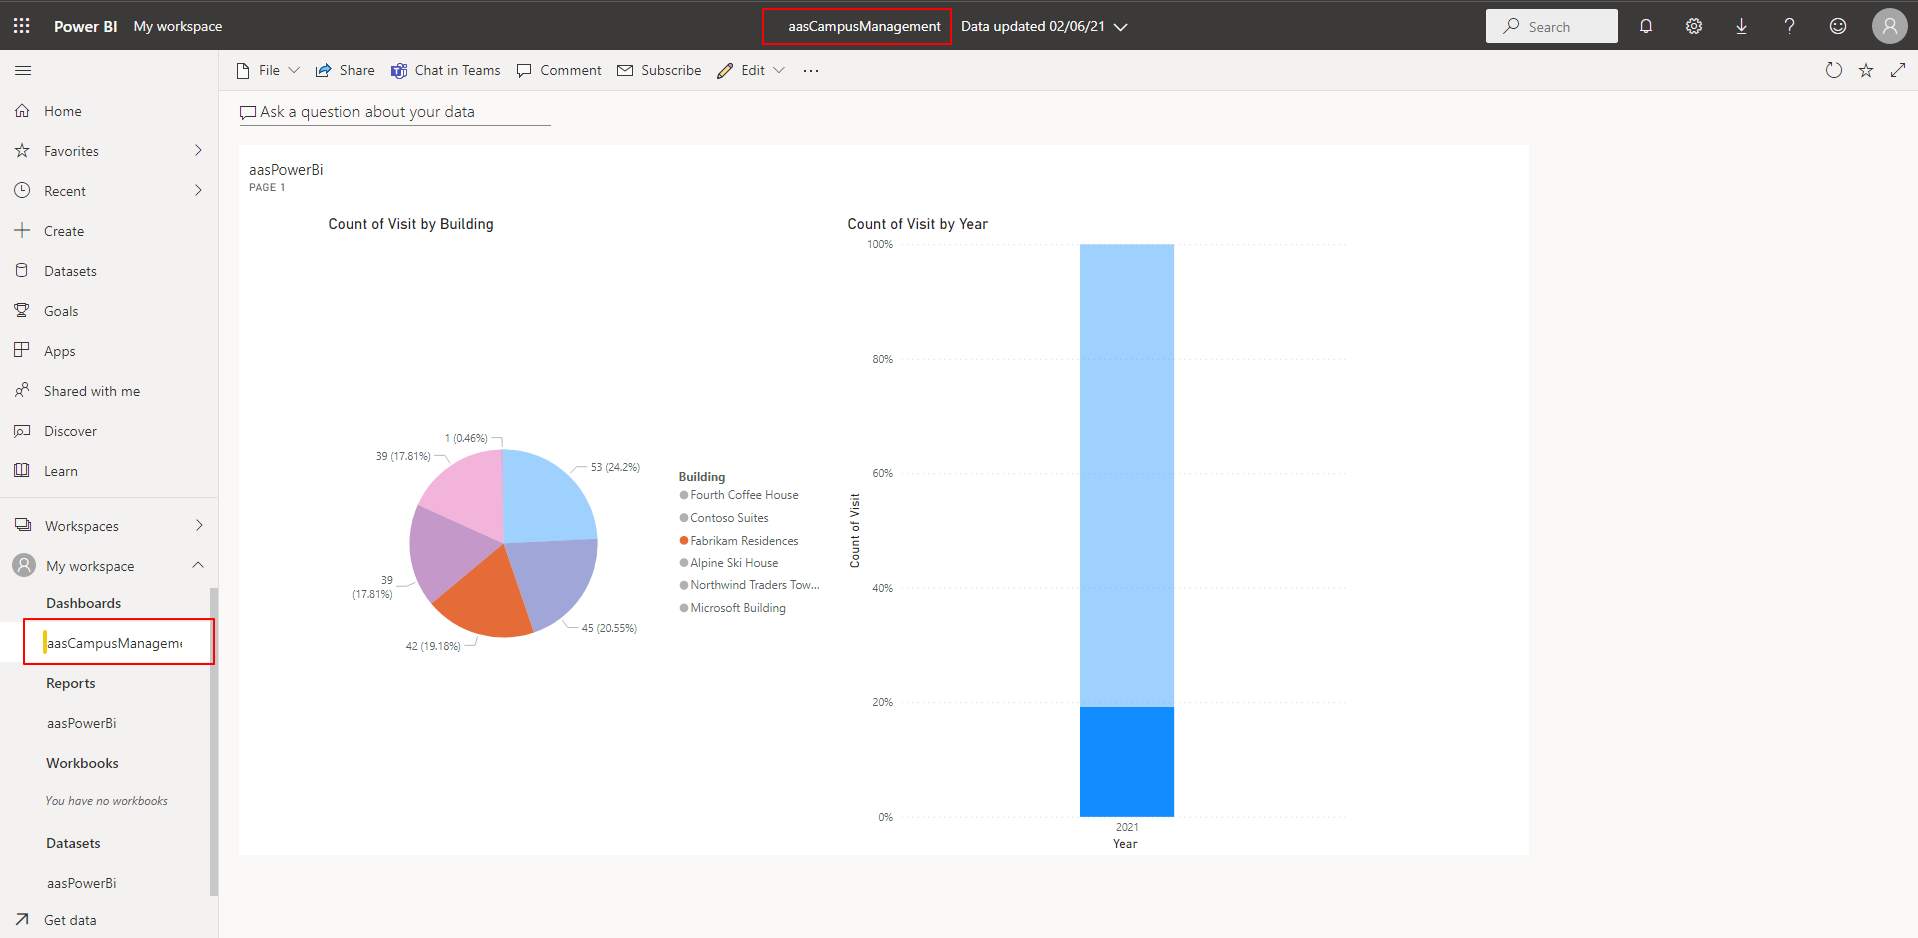 Power BI My workspace
aasCampusManagement Data updated 02/06/21
Search
File Share Chat in Teams Comment Subscribe Edit
Home
Favorites
Recent
Create
Datasets
Goals
Apps
Shared with me
Discover
Learn
Workspaces
My workspace
Dashboards
aasCampusManageme
Reports
aasPowerBi
Workbooks
You have no workbooks
Datasets
aasPowerBi
Get data
Ask a question about your data
aasPowerBi
PAGE 1
Count of Visit by Building
1 (0.46%)
39 (17.81%)
53 (24.2%)
39
(17.81%)
45 (20.55%)
42 (19.18%)
Building
Fourth Coffee House
Contoso Suites
Fabrikam Residences
Alpine Ski House
Northwind Traders Tow...
Microsoft Building
Count of Visit by Year
100%
80%
60%
40%
20%
0%
Count of Visit
2021
Year